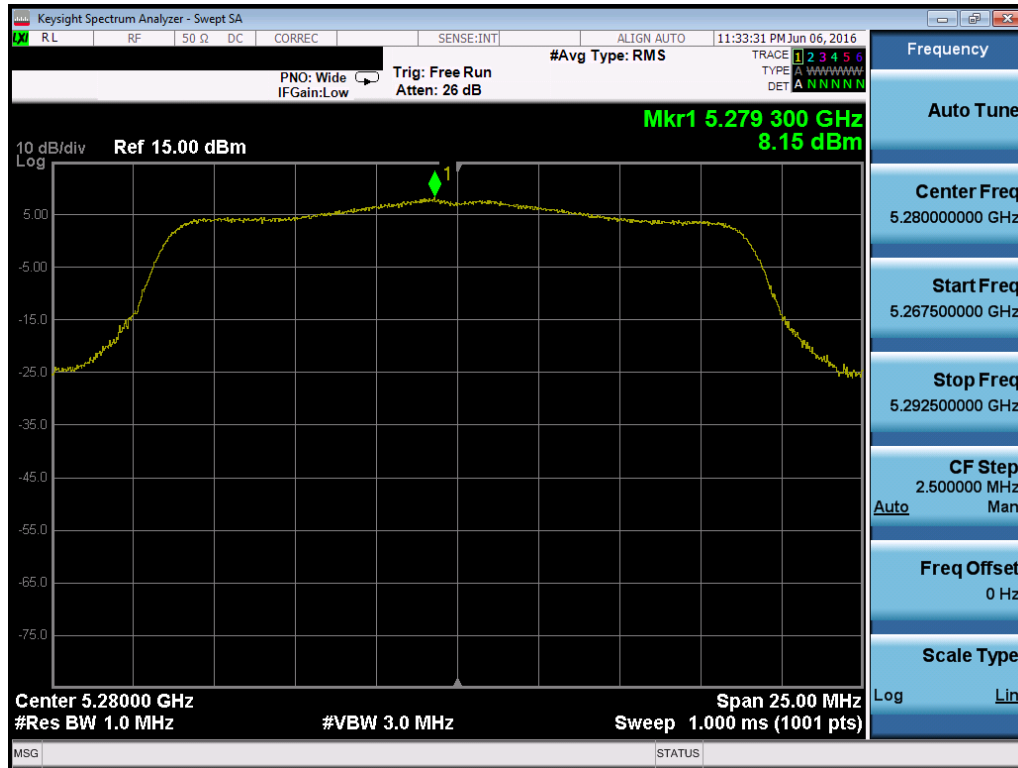 Keysight Spectrum Analyzer - Swept SA
LXI RL RF 50 Ω DC CORREC SENSE:INT ALIGN AUTO 11:33:31 PM Jun 06, 2016
PNO: Wide
IFGain:Low
Trig: Free Run
Atten: 26 dB
#Avg Type: RMS
TRACE 1 2 3 4 5 6
TYPE A WWWWW
DET A N N N N N
Mkr1 5.279 300 GHz
8.15 dBm
10 dB/div Ref 15.00 dBm
Log
1
5.00
-5.00
-15.0
-25.0
-35.0
-45.0
-55.0
-65.0
-75.0
Center 5.28000 GHz Span 25.00 MHz
#Res BW 1.0 MHz #VBW 3.0 MHz Sweep 1.000 ms (1001 pts)
MSG STATUS
Frequency
Auto Tune
Center Freq
5.280000000 GHz
Start Freq
5.267500000 GHz
Stop Freq
5.292500000 GHz
CF Step
2.500000 MHz
Auto Man
Freq Offset
0 Hz
Scale Type
Log Lin